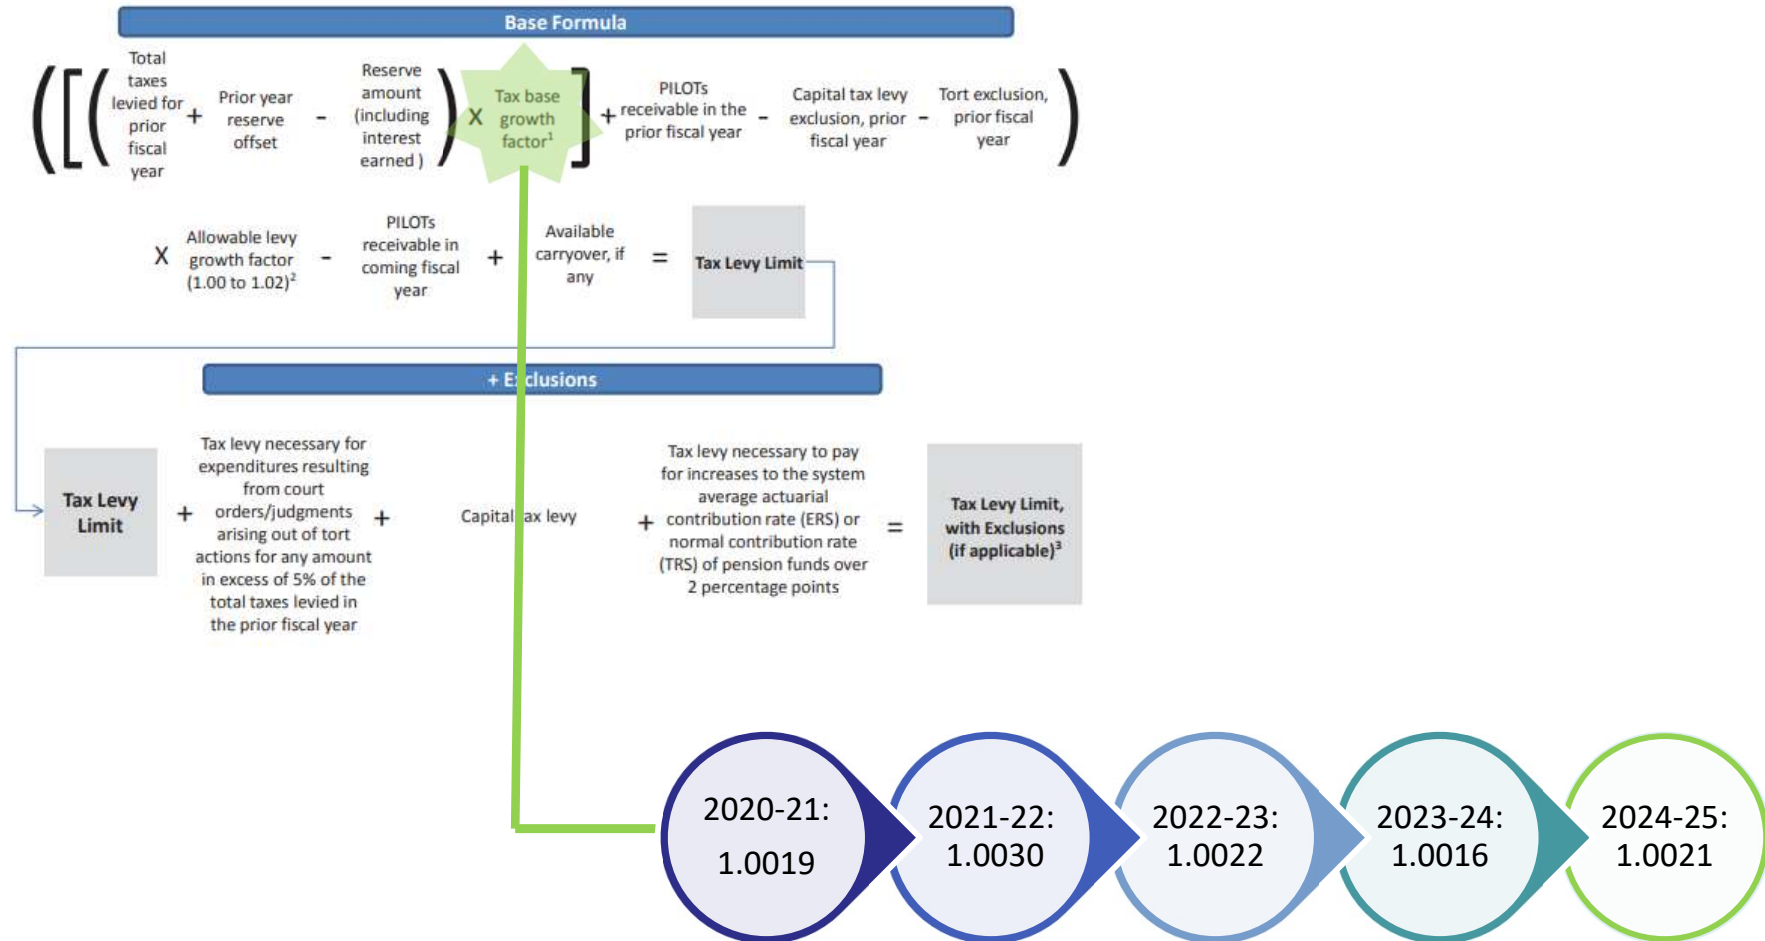 Base Formula
( [ (
Total
taxes
levied for
prior
fiscal
year
+
Prior year
reserve
offset
-
Reserve
amount
(including
interest
earned )
)
X
Tax base
growth
factor¹
]
+
PILOTs
receivable in the
prior fiscal year
-
Capital tax levy
exclusion, prior
fiscal year
-
Tort exclusion,
prior fiscal
year
)
X
Allowable levy
growth factor
(1.00 to 1.02)²
-
PILOTs
receivable in
coming fiscal
year
+
Available
carryover, if
any
=
Tax Levy Limit
+ Exclusions
Tax Levy
Limit
+
Tax levy necessary for
expenditures resulting
from court
orders/judgments
arising out of tort
actions for any amount
in excess of 5% of the
total taxes levied in
the prior fiscal year
+
Capital tax levy
+
Tax levy necessary to pay
for increases to the system
average actuarial
contribution rate (ERS) or
normal contribution rate
(TRS) of pension funds over
2 percentage points
=
Tax Levy Limit,
with Exclusions
(if applicable)³
2020-21:
1.0019
2021-22:
1.0030
2022-23:
1.0022
2023-24:
1.0016
2024-25:
1.0021